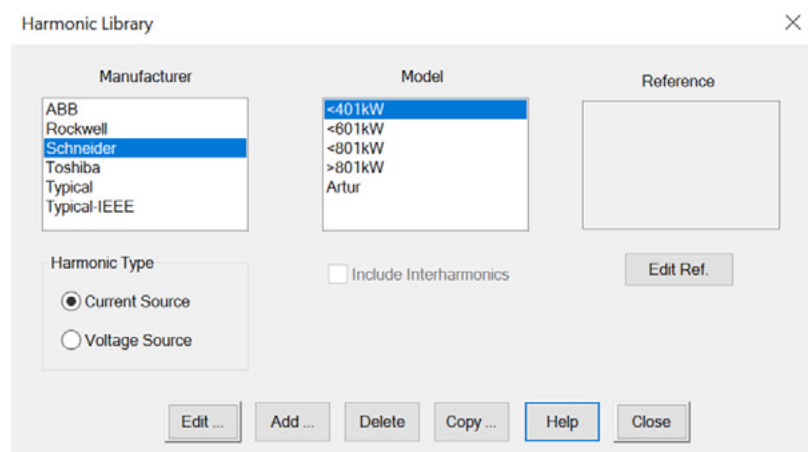 Harmonic Library
Manufacturer
ABB
Rockwell
Schneider
Toshiba
Typical
Typical-IEEE
Model
<401kW
<601kW
<801kW
>801kW
Artur
Reference
Harmonic Type
Current Source
Voltage Source
Include Interharmonics
Edit Ref.
Edit ...
Add ...
Delete
Copy ...
Help
Close